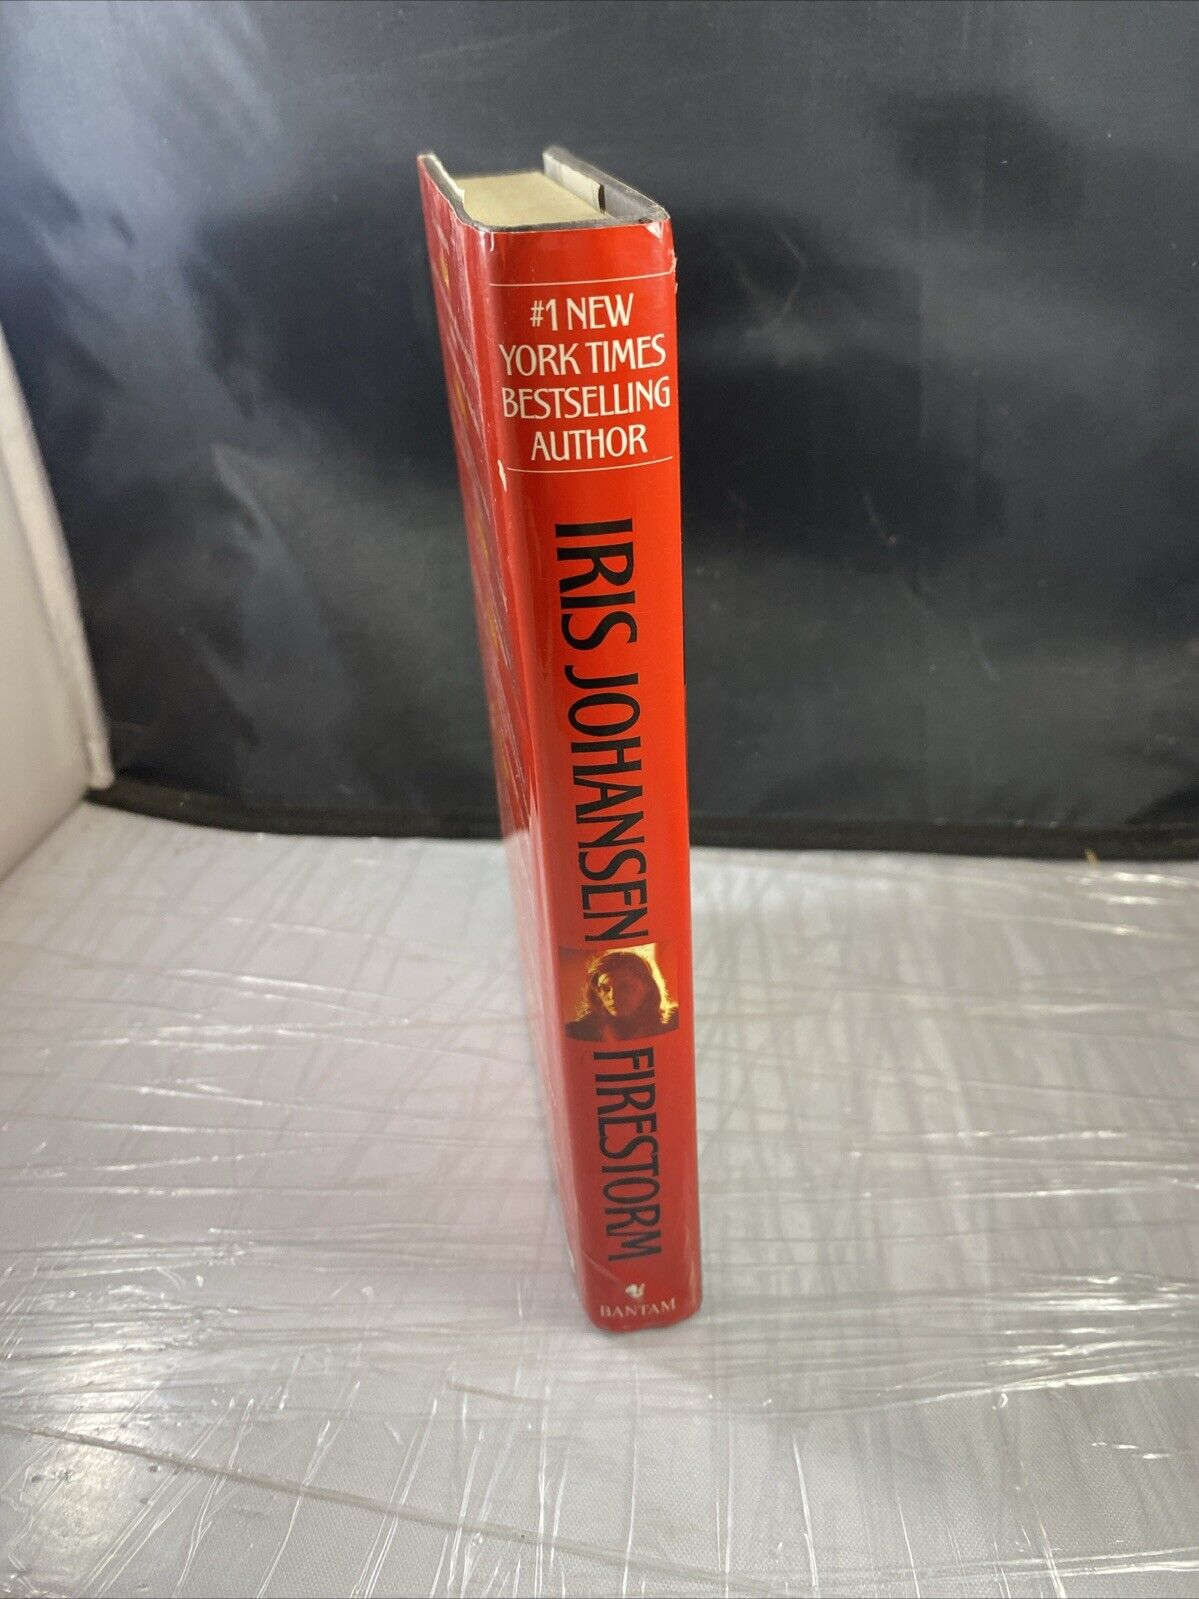 #1 NEW
YORK TIMES
BESTSELLING
AUTHOR
IRIS JOHANSEN
FIRESTORM
BANTAM